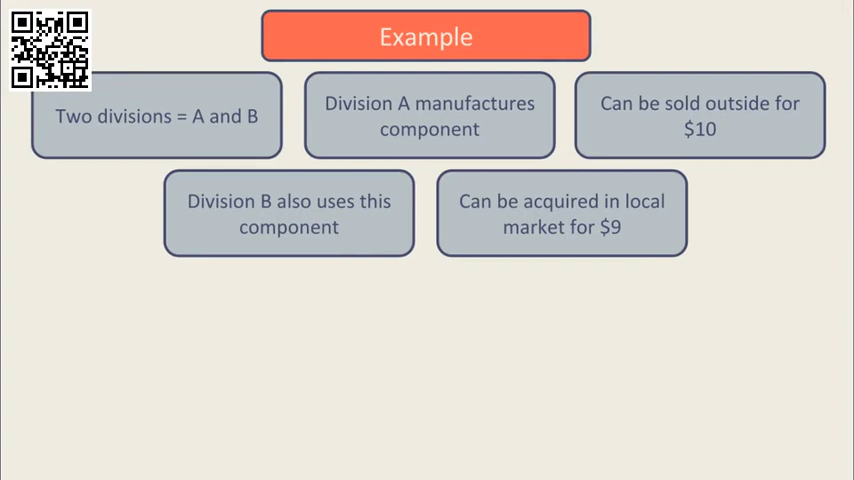 Example
Two divisions = A and B
Division A manufactures
component
Can be sold outside for
$10
Division B also uses this
component
Can be acquired in local
market for $9